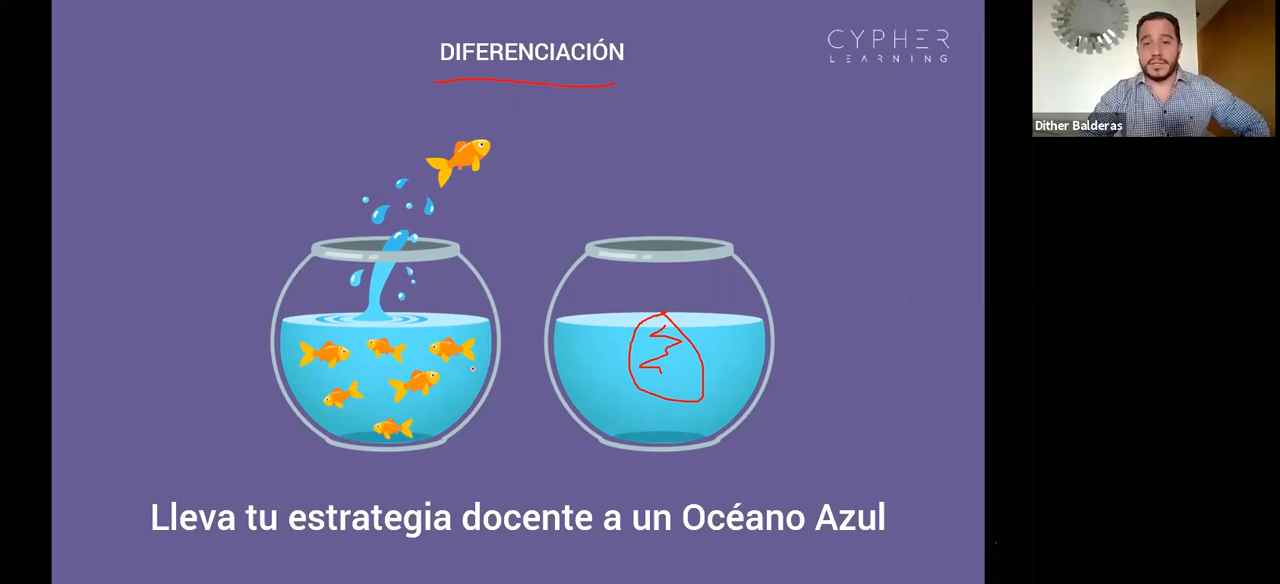 DIFERENCIACIÓN
CYPHER
LEARNING
Dither Balderas
Lleva tu estrategia docente a un Océano Azul